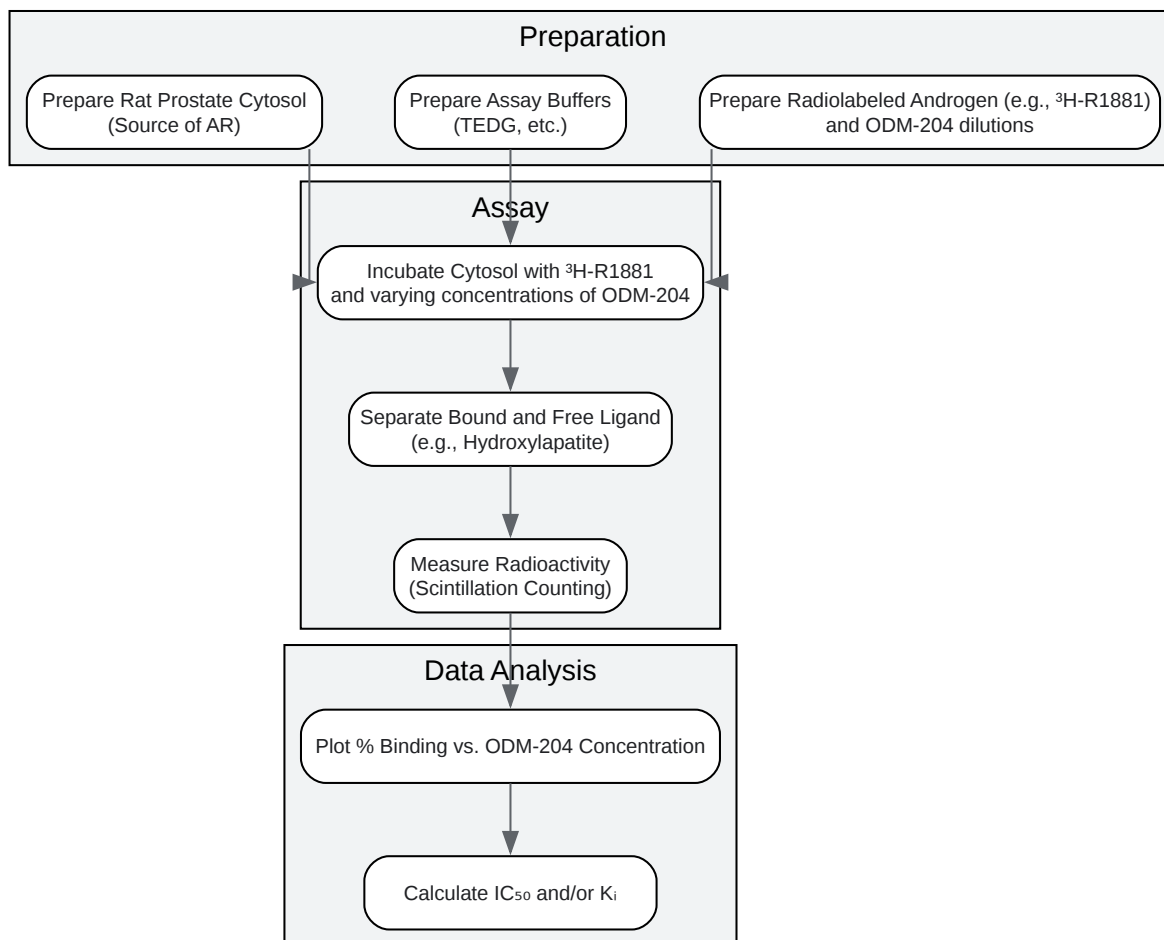 Preparation
Prepare Rat Prostate Cytosol
(Source of AR)
Prepare Assay Buffers
(TEDG, etc.)
Prepare Radiolabeled Androgen (e.g., ³H-R1881)
and ODM-204 dilutions
Assay
Incubate Cytosol with ³H-R1881
and varying concentrations of ODM-204
Separate Bound and Free Ligand
(e.g., Hydroxylapatite)
Measure Radioactivity
(Scintillation Counting)
Data Analysis
Plot % Binding vs. ODM-204 Concentration
Calculate IC₅₀ and/or Kᵢ